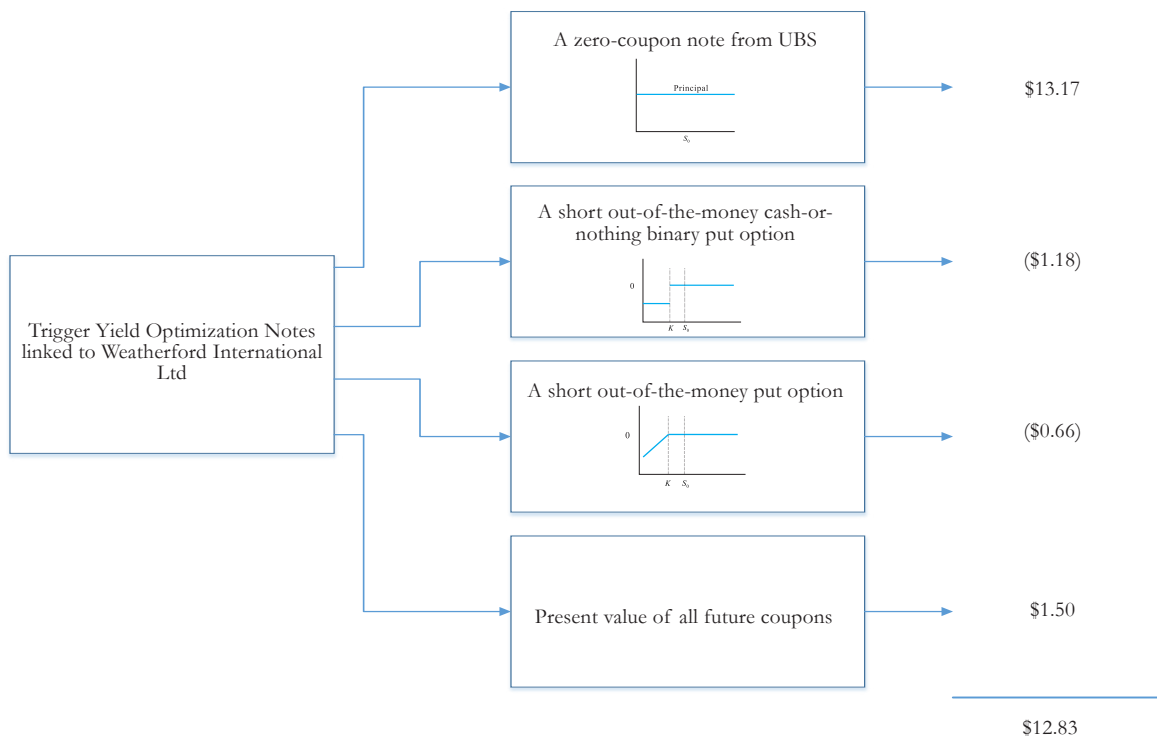 A zero-coupon note from UBS
Principal
S₀
$13.17
A short out-of-the-money cash-or-
nothing binary put option
0
K
S₀
($1.18)
Trigger Yield Optimization Notes
linked to Weatherford International
Ltd
A short out-of-the-money put option
0
K
S₀
($0.66)
Present value of all future coupons
$1.50
$12.83